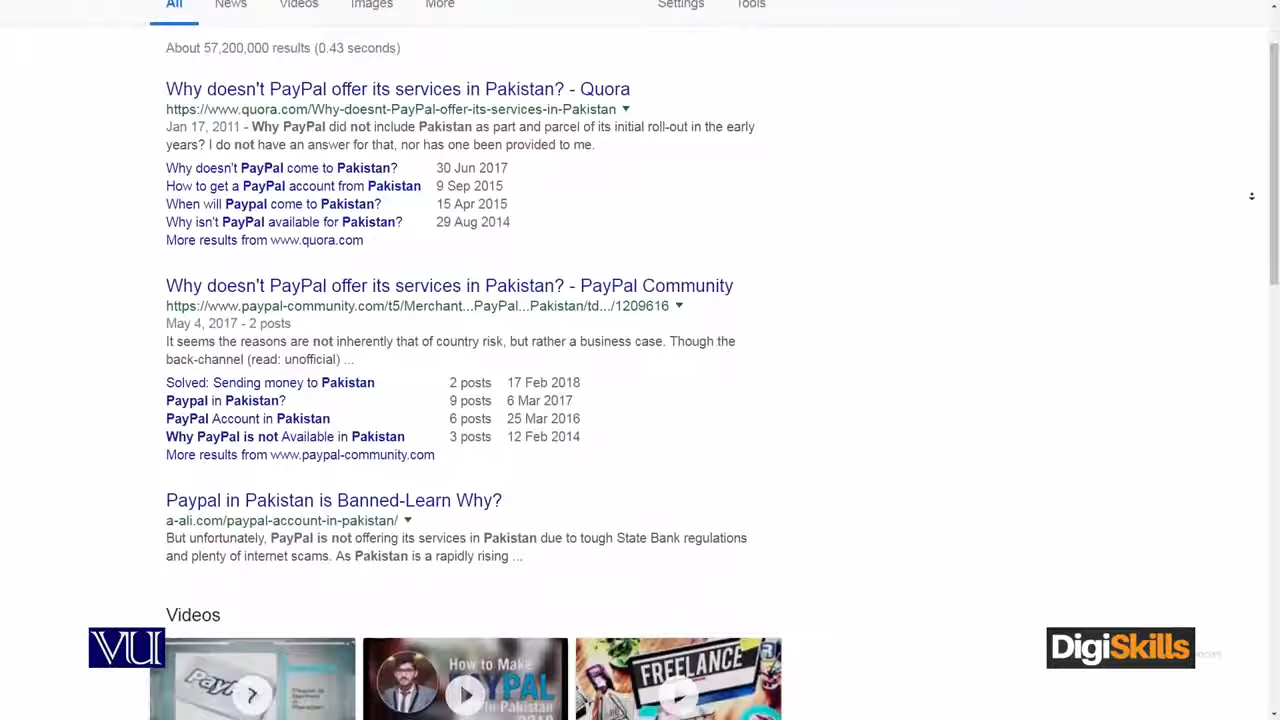 All News Videos Images More Settings Tools
About 57,200,000 results (0.43 seconds)
Why doesn't PayPal offer its services in Pakistan? - Quora
https://www.quora.com/Why-doesnt-PayPal-offer-its-services-in-Pakistan
Jan 17, 2011 - Why PayPal did not include Pakistan as part and parcel of its initial roll-out in the early
years? I do not have an answer for that, nor has one been provided to me.
Why doesn't PayPal come to Pakistan? 30 Jun 2017
How to get a PayPal account from Pakistan 9 Sep 2015
When will Paypal come to Pakistan? 15 Apr 2015
Why isn't PayPal available for Pakistan? 29 Aug 2014
More results from www.quora.com
Why doesn't PayPal offer its services in Pakistan? - PayPal Community
https://www.paypal-community.com/t5/Merchant...PayPal...Pakistan/td.../1209616
May 4, 2017 - 2 posts
It seems the reasons are not inherently that of country risk, but rather a business case. Though the
back-channel (read: unofficial) ...
Solved: Sending money to Pakistan 2 posts 17 Feb 2018
Paypal in Pakistan? 9 posts 6 Mar 2017
PayPal Account in Pakistan 6 posts 25 Mar 2016
Why PayPal is not Available in Pakistan 3 posts 12 Feb 2014
More results from www.paypal-community.com
Paypal in Pakistan is Banned-Learn Why?
a-ali.com/paypal-account-in-pakistan/
But unfortunately, PayPal is not offering its services in Pakistan due to tough State Bank regulations
and plenty of internet scams. As Pakistan is a rapidly rising ...
Videos
VU
DigiSkills
PayP ?
How to Make
PAYPAL
In Pakistan
FREELANCE